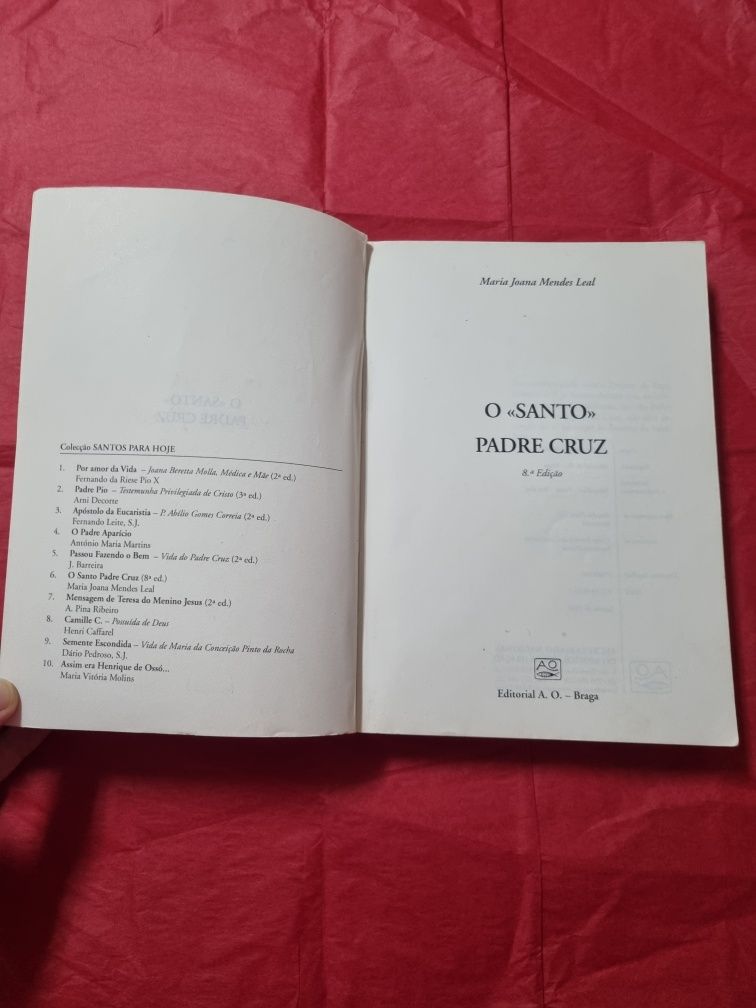 Colecção SANTOS PARA HOJE
1. Por amor da Vida – Joana Beretta Molla. Médica e Mãe (2ª ed.)
Fernando da Riese Pio X
2. Padre Pio – Testemunha Privilegiada de Cristo (3ª ed.)
Arni Decorte
3. Apóstolo da Eucaristia – P. Abílio Gomes Correia (2ª ed.)
Fernando Leite, S.J.
4. O Padre Aparício
António Maria Martins
5. Passou Fazendo o Bem – Vida do Padre Cruz (2ª ed.)
J. Barreira
6. O Santo Padre Cruz (8ª ed.)
Maria Joana Mendes Leal
7. Mensagem de Teresa do Menino Jesus (2ª ed.)
A. Pina Ribeiro
8. Camille C. – Possuída de Deus
Henri Caffarel
9. Semente Escondida – Vida de Maria da Conceição Pinto da Rocha
Dário Pedroso, S.J.
10. Assim era Henrique de Ossó...
Maria Vitória Molins
Maria Joana Mendes Leal
O «SANTO»
PADRE CRUZ
8.ª Edição
AO
Editorial A. O. – Braga